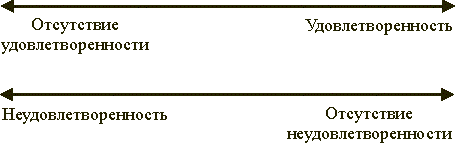 Отсутствие
удовлетворенности
Удовлетворенность
Неудовлетворенность
Отсутствие
неудовлетворенности